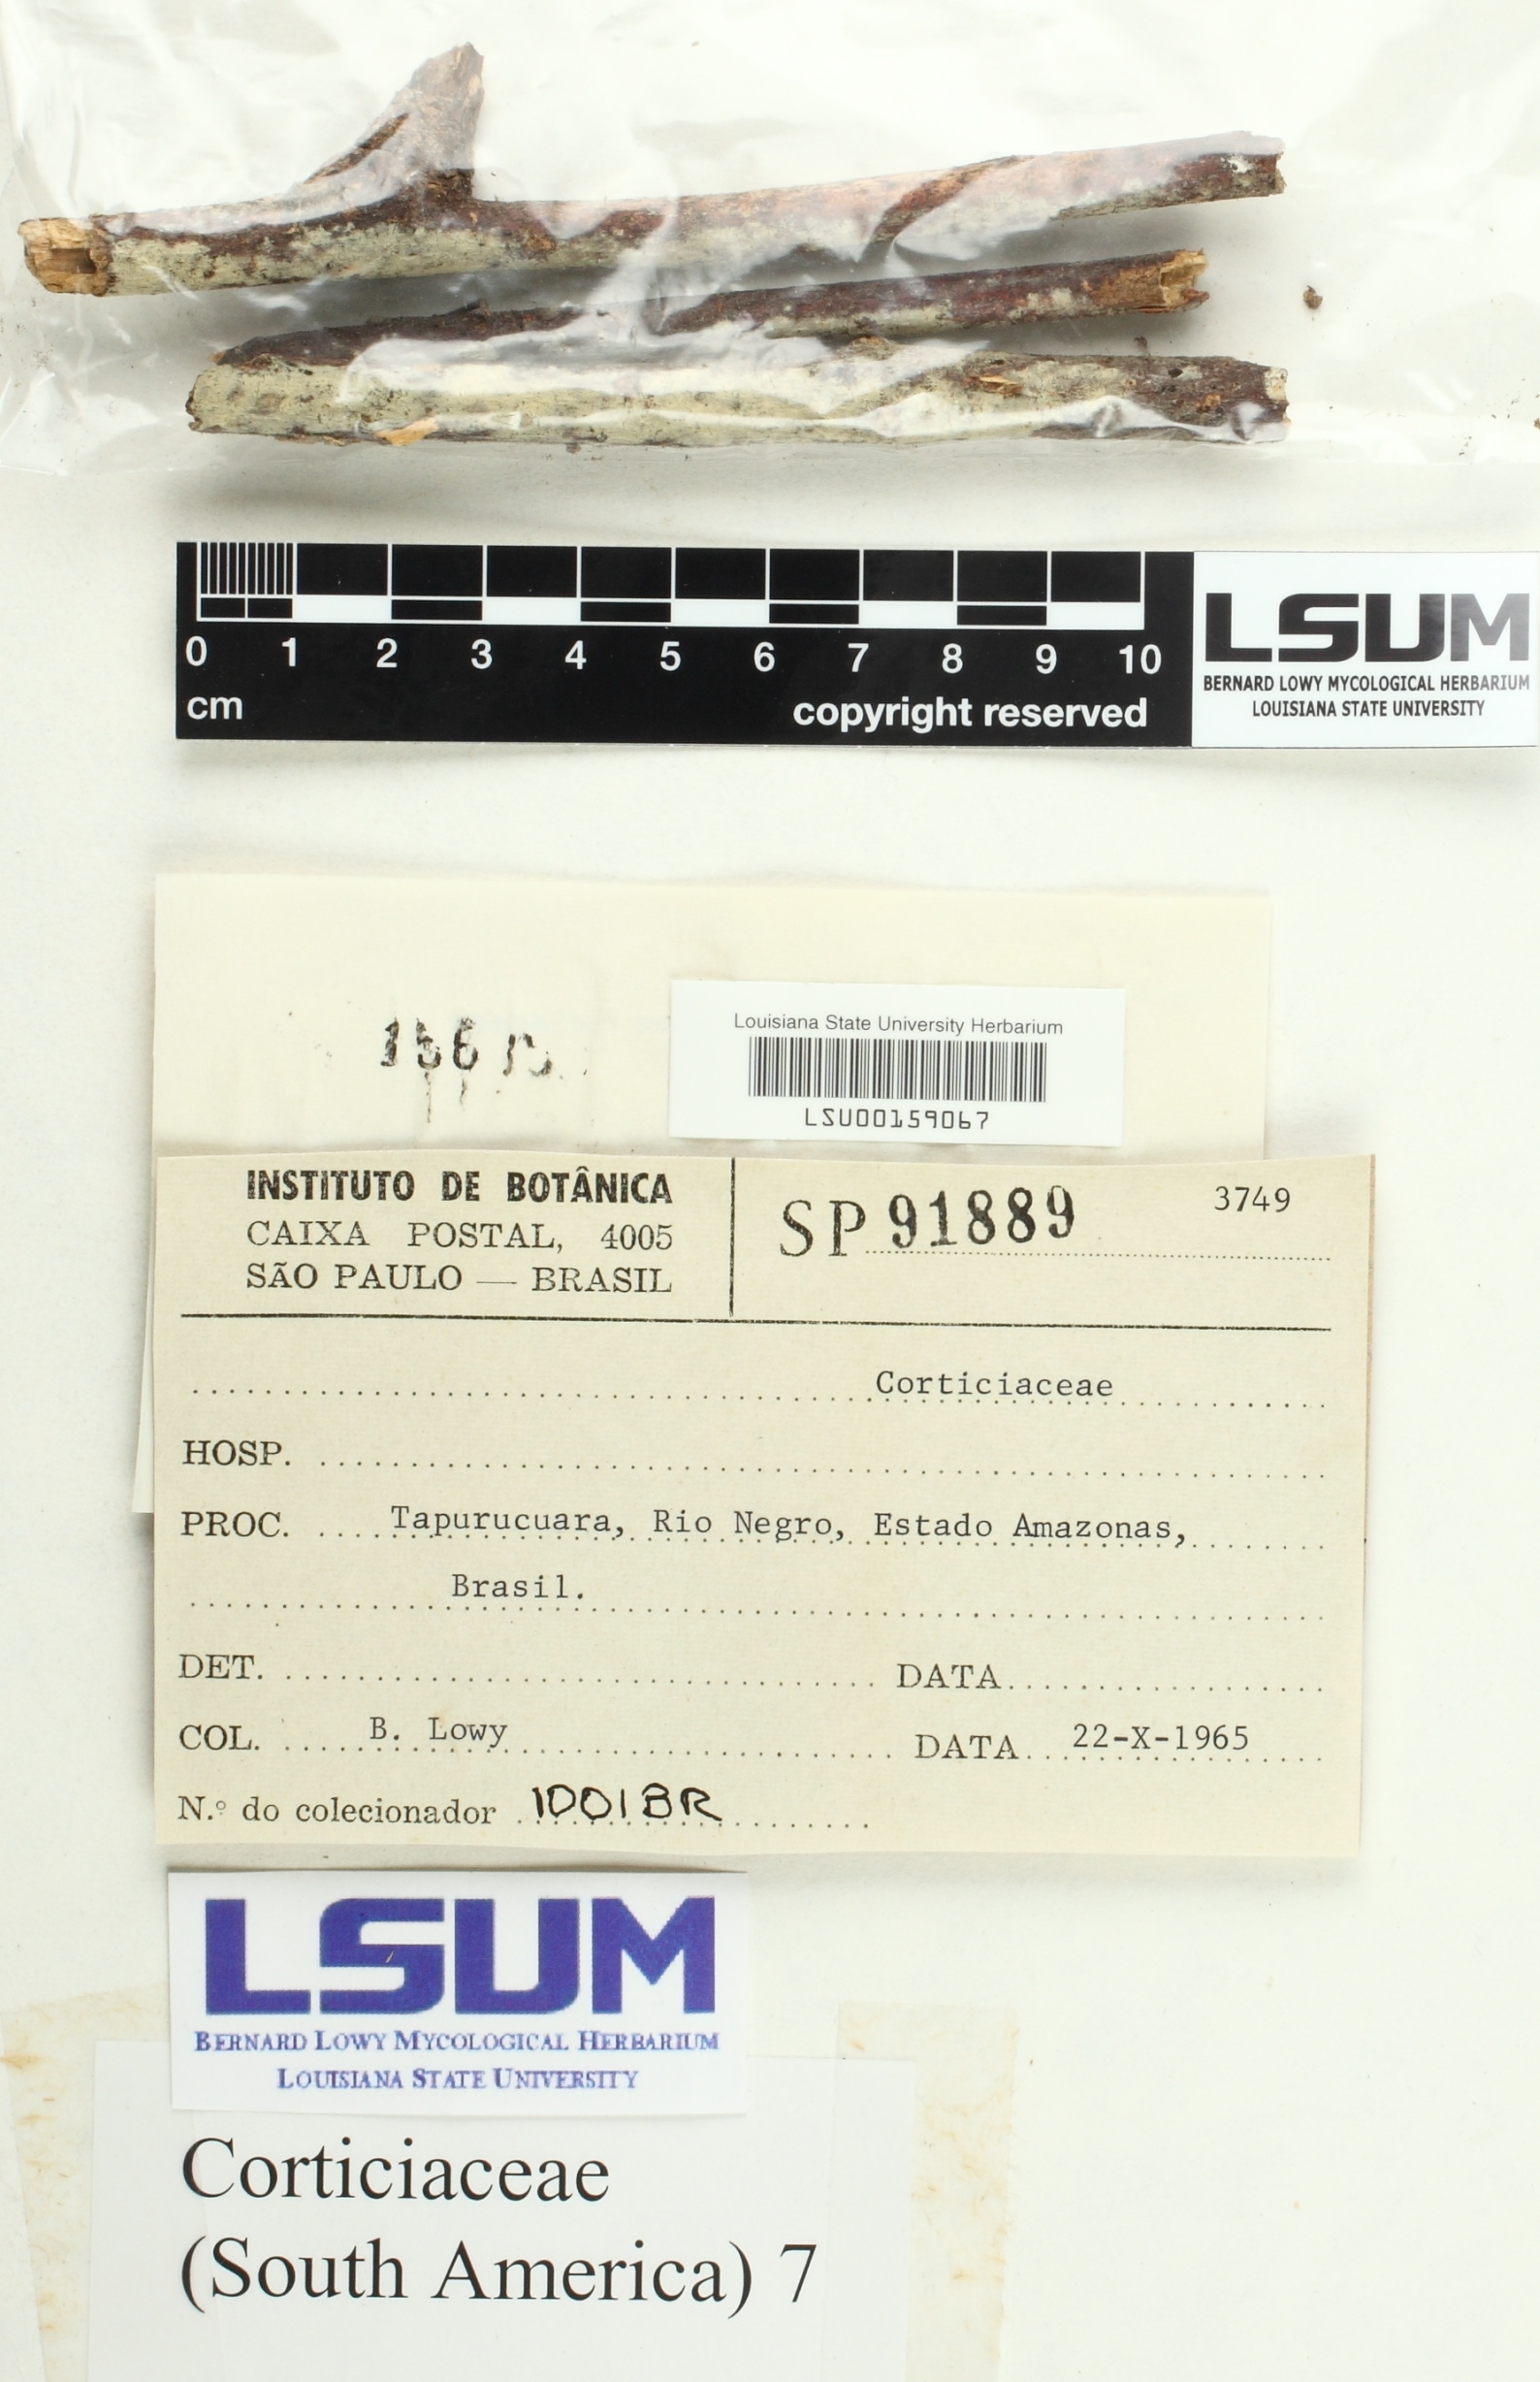 0 1 2 3 4 5 6 7 8 9 10
cm copyright reserved
LSUM
BERNARD LOWY MYCOLOGICAL HERBARIUM
LOUISIANA STATE UNIVERSITY
Louisiana State University Herbarium
LSU00159067
INSTITUTO DE BOTÂNICA
CAIXA POSTAL, 4005
SÃO PAULO — BRASIL
SP 91889 3749
Corticiaceae
HOSP.
PROC. Tapurucuara, Rio Negro, Estado Amazonas,
Brasil.
DET. DATA
COL. B. Lowy DATA 22-X-1965
N.º do colecionador 1001BR
LSUM
BERNARD LOWY MYCOLOGICAL HERBARIUM
LOUISIANA STATE UNIVERSITY
Corticiaceae
(South America) 7